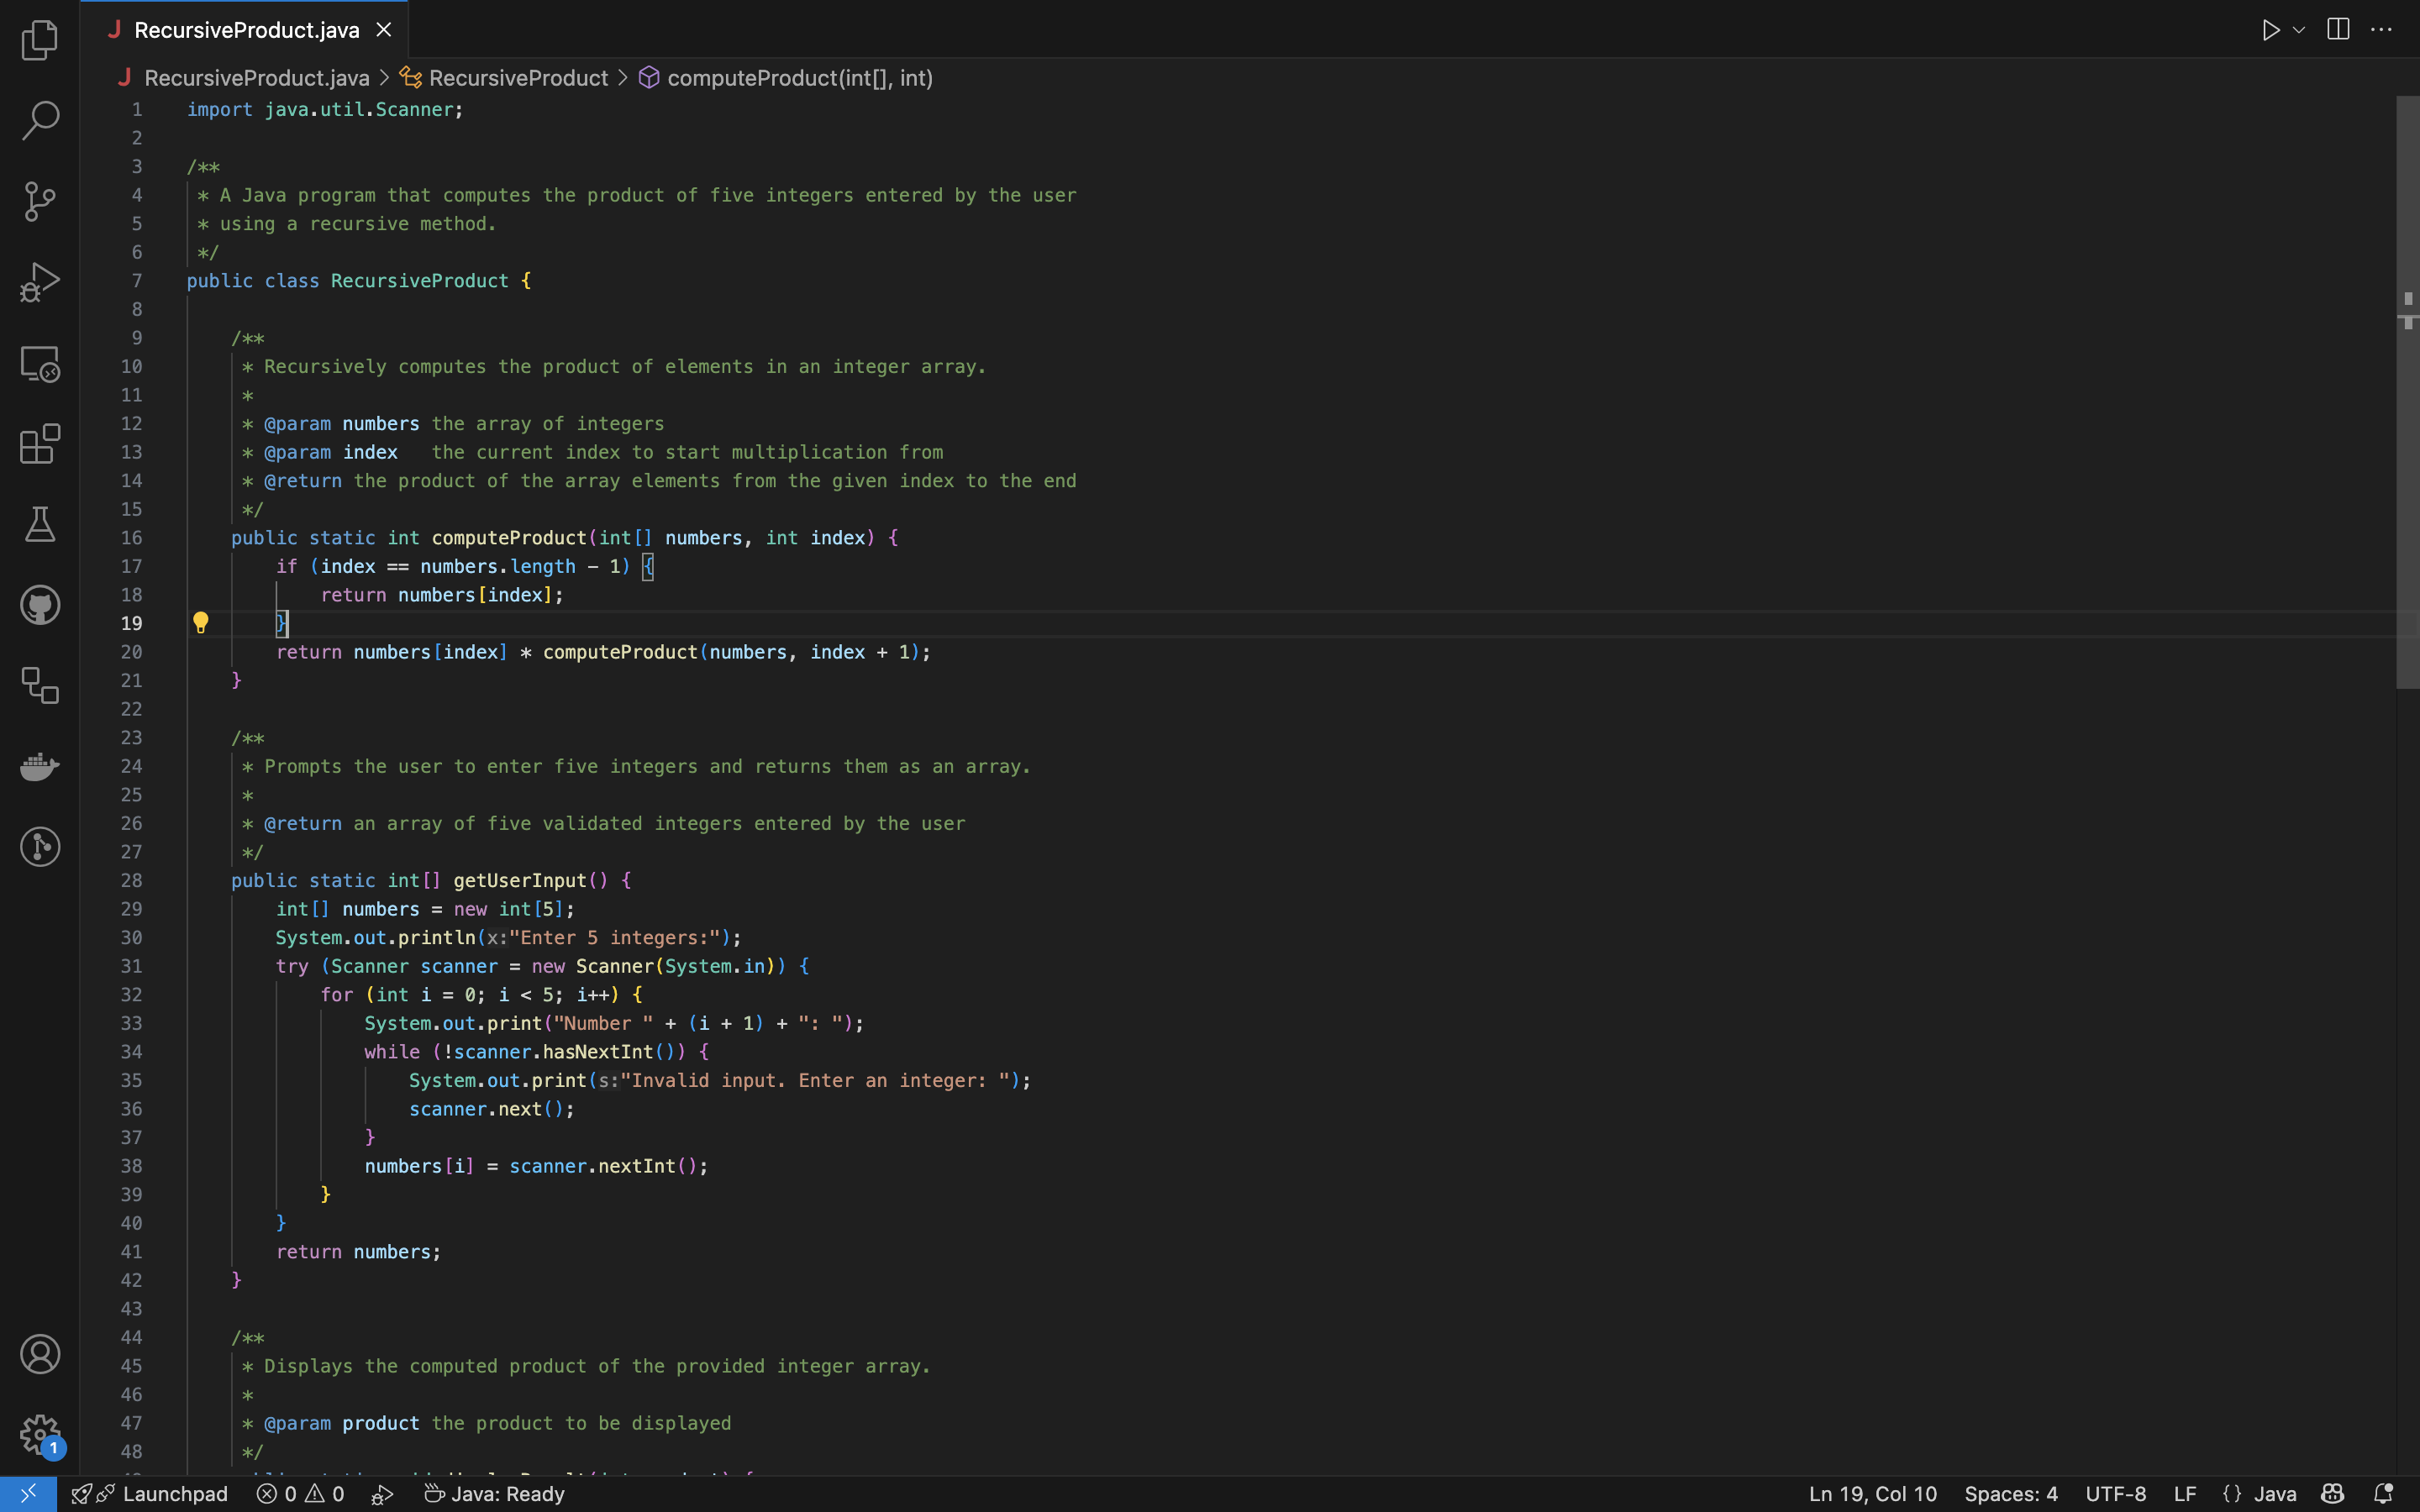 RecursiveProduct.java
RecursiveProduct.java > RecursiveProduct > computeProduct(int[], int)
1 import java.util.Scanner;
2
3 /**
4  * A Java program that computes the product of five integers entered by the user
5  * using a recursive method.
6  */
7 public class RecursiveProduct {
8
9     /**
10      * Recursively computes the product of elements in an integer array.
11      *
12      * @param numbers the array of integers
13      * @param index   the current index to start multiplication from
14      * @return the product of the array elements from the given index to the end
15      */
16     public static int computeProduct(int[] numbers, int index) {
17         if (index == numbers.length - 1) {
18             return numbers[index];
19         }
20         return numbers[index] * computeProduct(numbers, index + 1);
21     }
22
23     /**
24      * Prompts the user to enter five integers and returns them as an array.
25      *
26      * @return an array of five validated integers entered by the user
27      */
28     public static int[] getUserInput() {
29         int[] numbers = new int[5];
30         System.out.println(x:"Enter 5 integers:");
31         try (Scanner scanner = new Scanner(System.in)) {
32             for (int i = 0; i < 5; i++) {
33                 System.out.print("Number " + (i + 1) + ": ");
34                 while (!scanner.hasNextInt()) {
35                     System.out.print(s:"Invalid input. Enter an integer: ");
36                     scanner.next();
37                 }
38                 numbers[i] = scanner.nextInt();
39             }
40         }
41         return numbers;
42     }
43
44     /**
45      * Displays the computed product of the provided integer array.
46      *
47      * @param product the product to be displayed
48      */
1
Launchpad 0 0 Java: Ready Ln 19, Col 10 Spaces: 4 UTF-8 LF {} Java